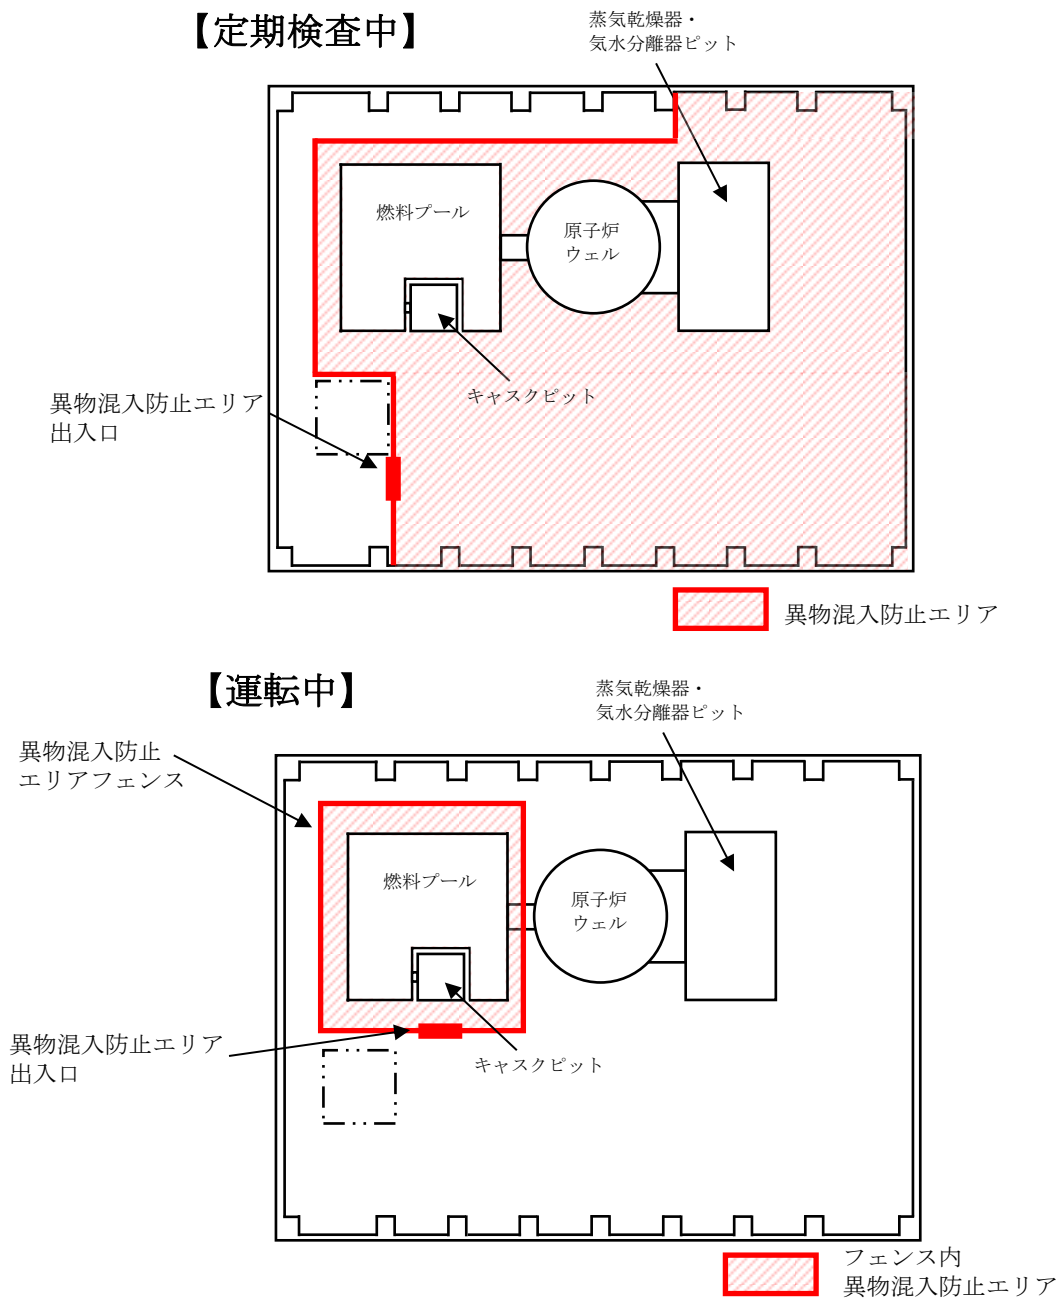 【定期検査中】
蒸気乾燥器・
気水分離器ピット
燃料プール
原子炉
ウェル
キャスクピット
異物混入防止エリア
出入口
異物混入防止エリア
【運転中】
蒸気乾燥器・
気水分離器ピット
異物混入防止
エリアフェンス
燃料プール
原子炉
ウェル
異物混入防止エリア
出入口
キャスクピット
フェンス内
異物混入防止エリア